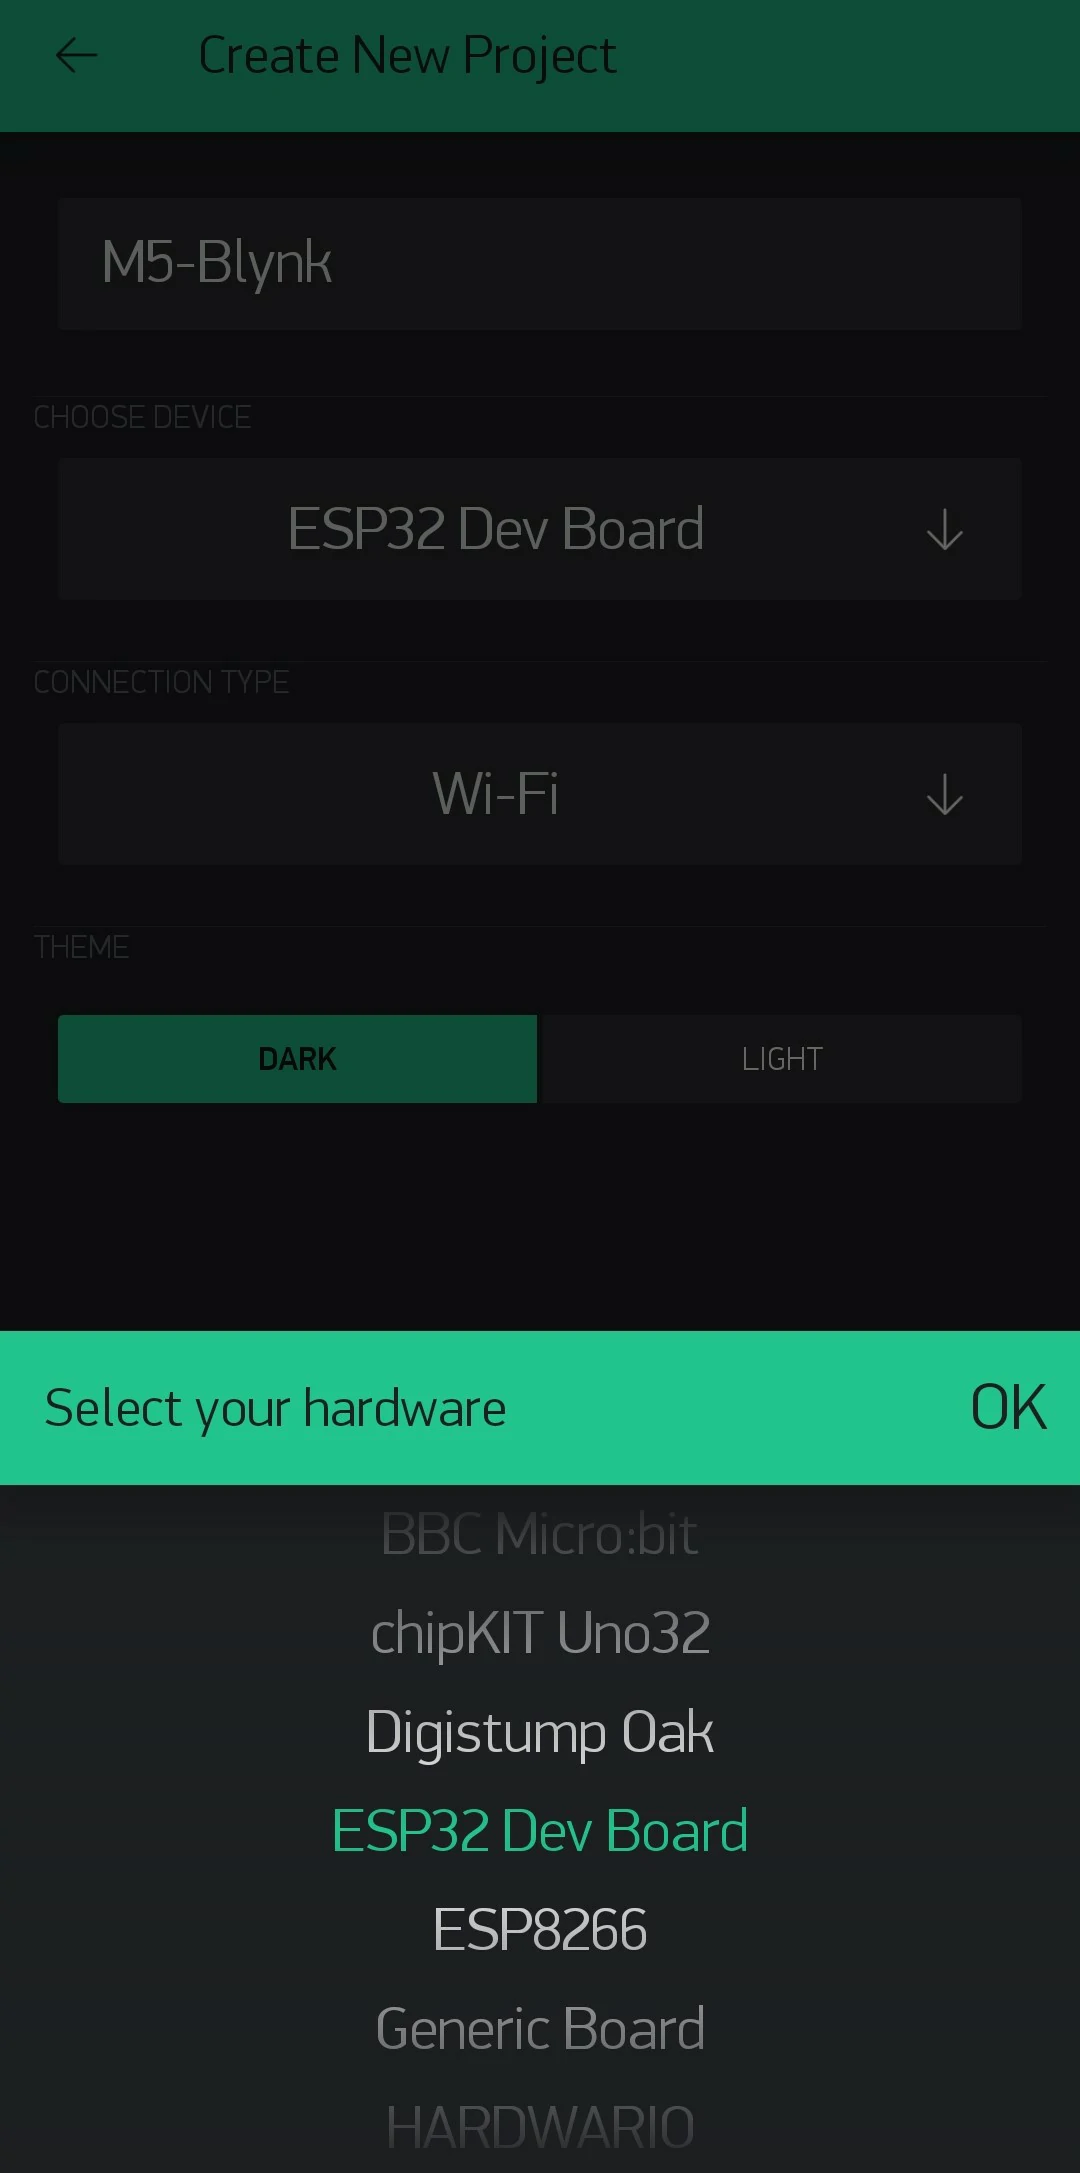 Create New Project
M5-Blynk
CHOOSE DEVICE
ESP32 Dev Board
CONNECTION TYPE
Wi-Fi
THEME
DARK LIGHT
Select your hardware OK
BBC Micro:bit
chipKIT Uno32
Digistump Oak
ESP32 Dev Board
ESP8266
Generic Board
HARDWARIO